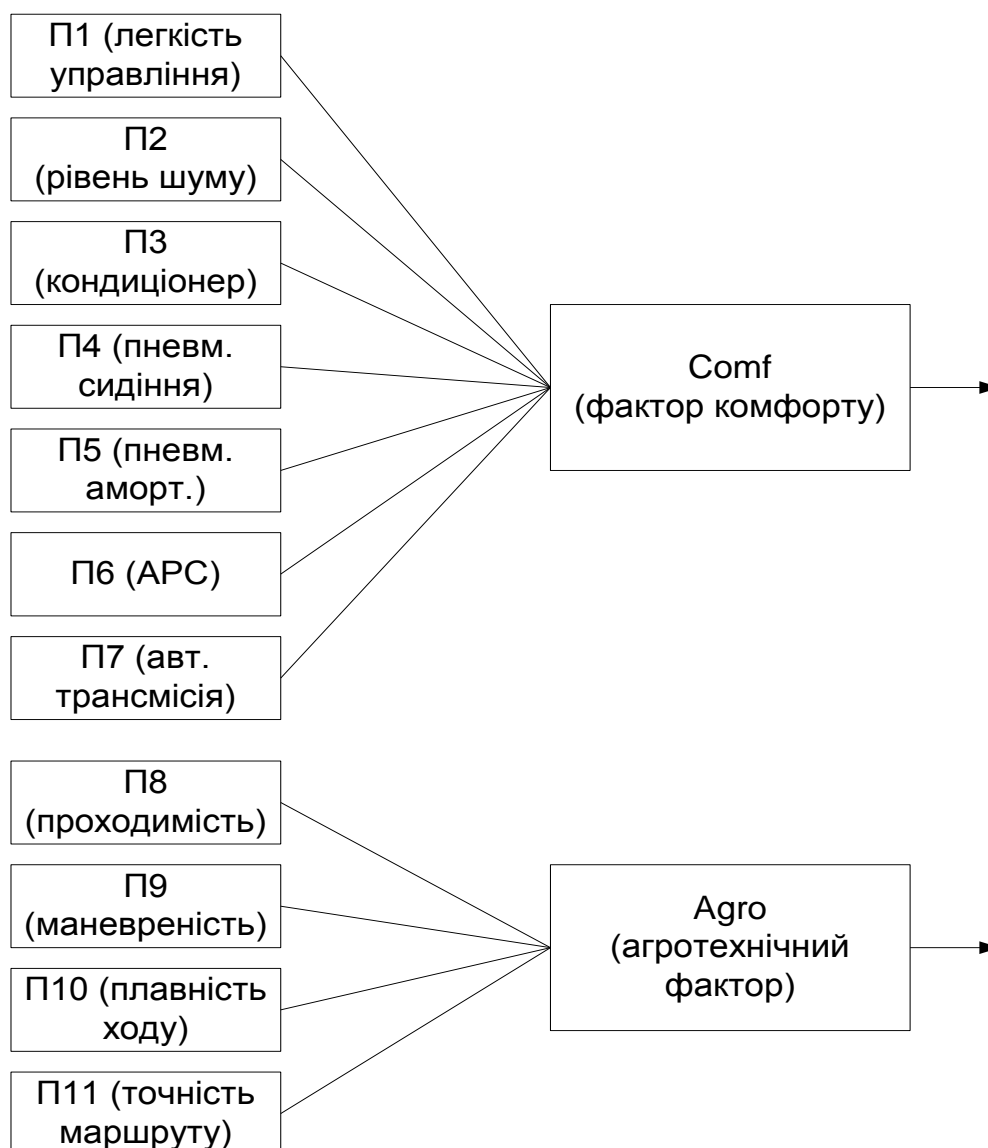 П1 (легкість
управління)
П2
(рівень шуму)
П3
(кондиціонер)
П4 (пневм.
сидіння)
П5 (пневм.
аморт.)
П6 (АРС)
П7 (авт.
трансмісія)
Comf
(фактор комфорту)
П8
(проходимість)
П9
(маневреність)
П10 (плавність
ходу)
П11 (точність
маршруту)
Agro
(агротехнічний
фактор)